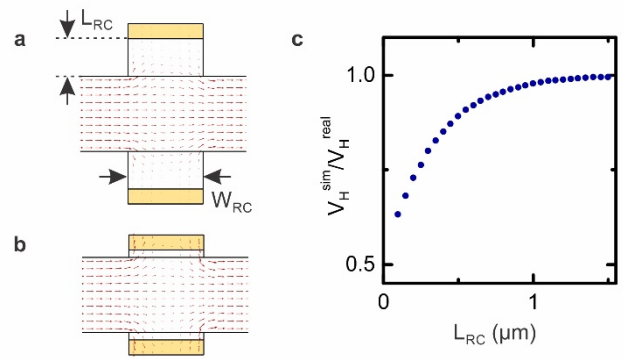 a
L_RC
W_RC
b
c
V_H^sim/V_H^real
1.0
0.5
0
1
L_RC (μm)